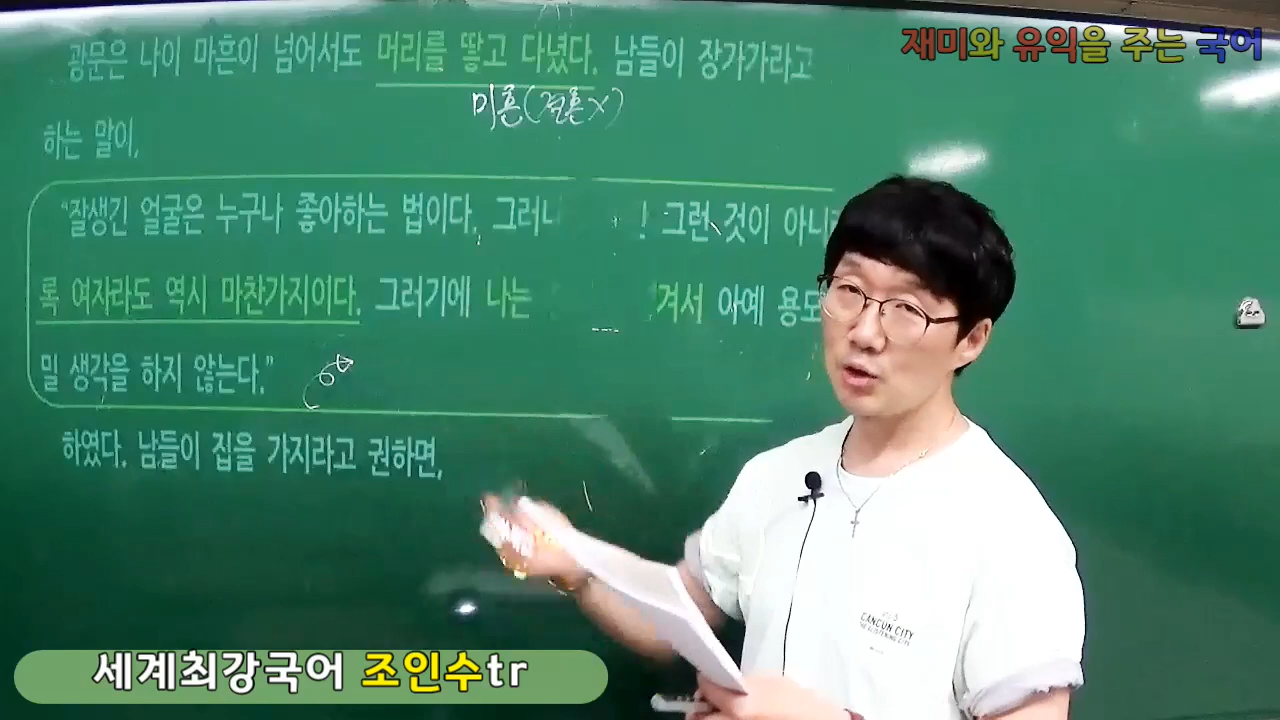 재미와 유익을 주는 국어
광문은 나이 마흔이 넘어서도 머리를 땋고 다녔다. 남들이 장가가라고
미혼(결혼X)
하는 말이,
“잘생긴 얼굴은 누구나 좋아하는 법이다. 그러나 ! 그런 것이 아니라
록 여자라도 역시 마찬가지이다. 그러기에 나는 겨서 아예 용모
밀 생각을 하지 않는다.”
하였다. 남들이 집을 가지라고 권하면,
CANCUN CITY
세계최강국어 조인수tr